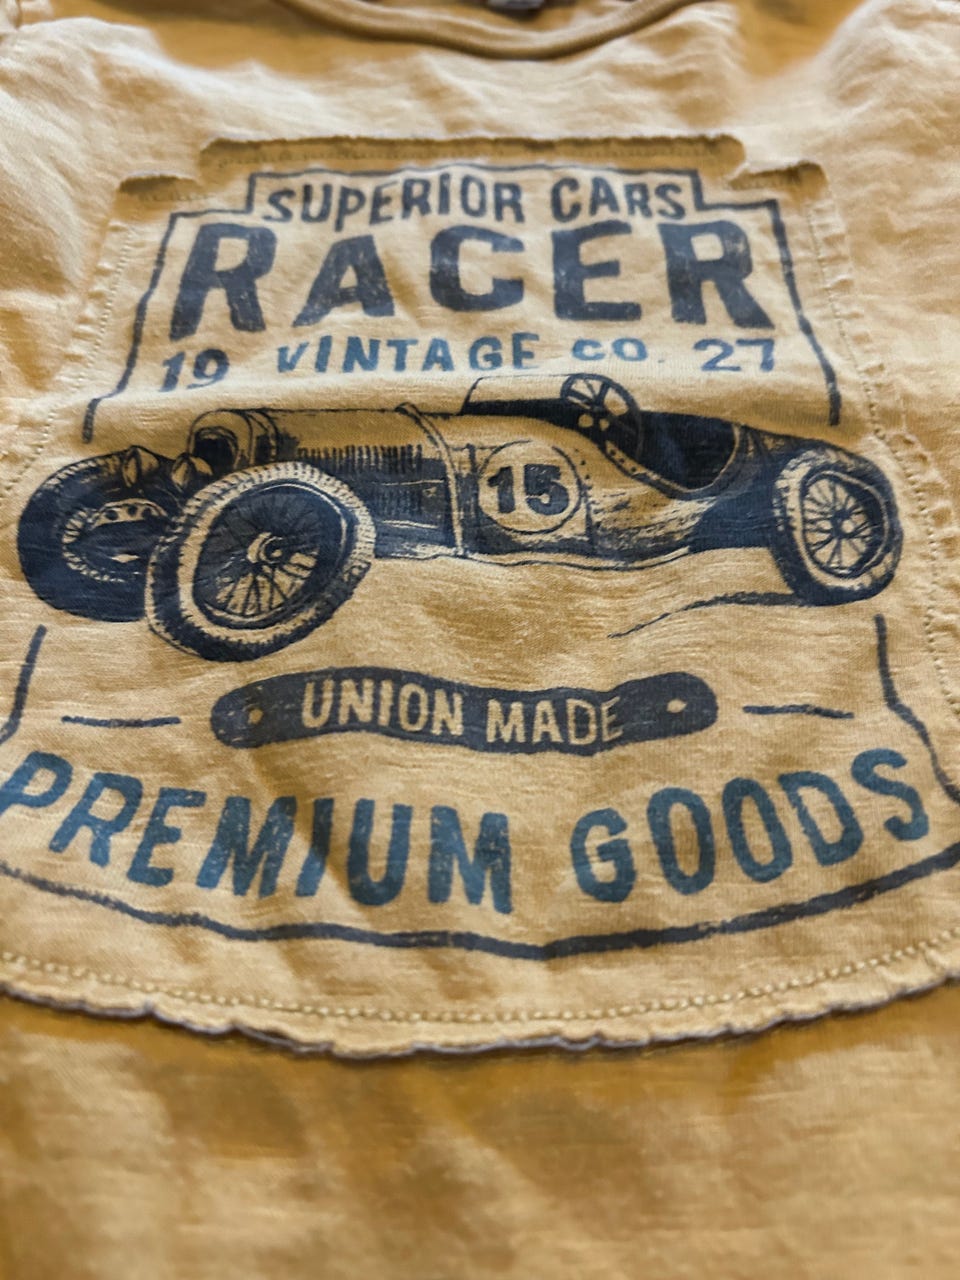 SUPERIOR CARS
RACER
19 VINTAGE CO. 27
15
UNION MADE
PREMIUM GOODS